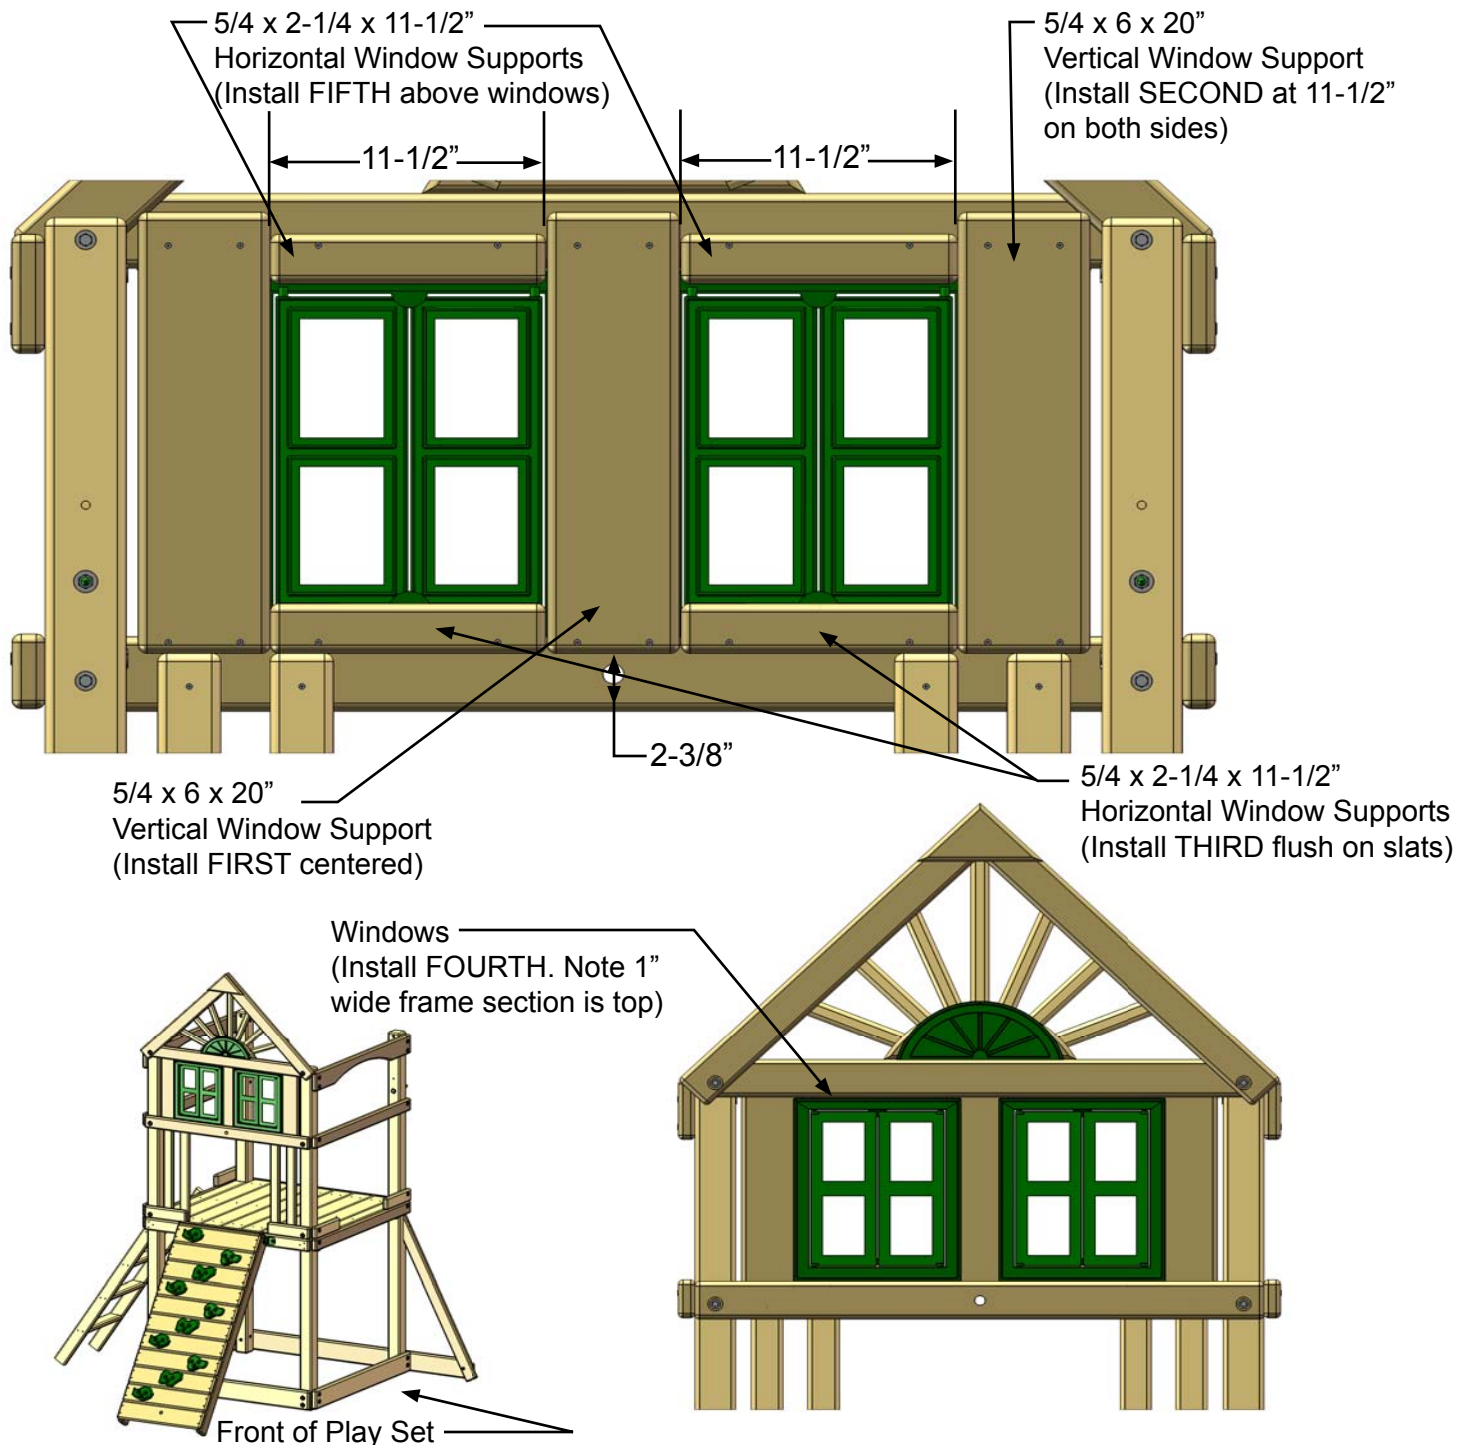 5/4 x 2-1/4 x 11-1/2”
Horizontal Window Supports
(Install FIFTH above windows)
5/4 x 6 x 20”
Vertical Window Support
(Install SECOND at 11-1/2”
on both sides)
11-1/2”
11-1/2”
2-3/8”
5/4 x 6 x 20”
Vertical Window Support
(Install FIRST centered)
5/4 x 2-1/4 x 11-1/2”
Horizontal Window Supports
(Install THIRD flush on slats)
Windows
(Install FOURTH. Note 1”
wide frame section is top)
Front of Play Set